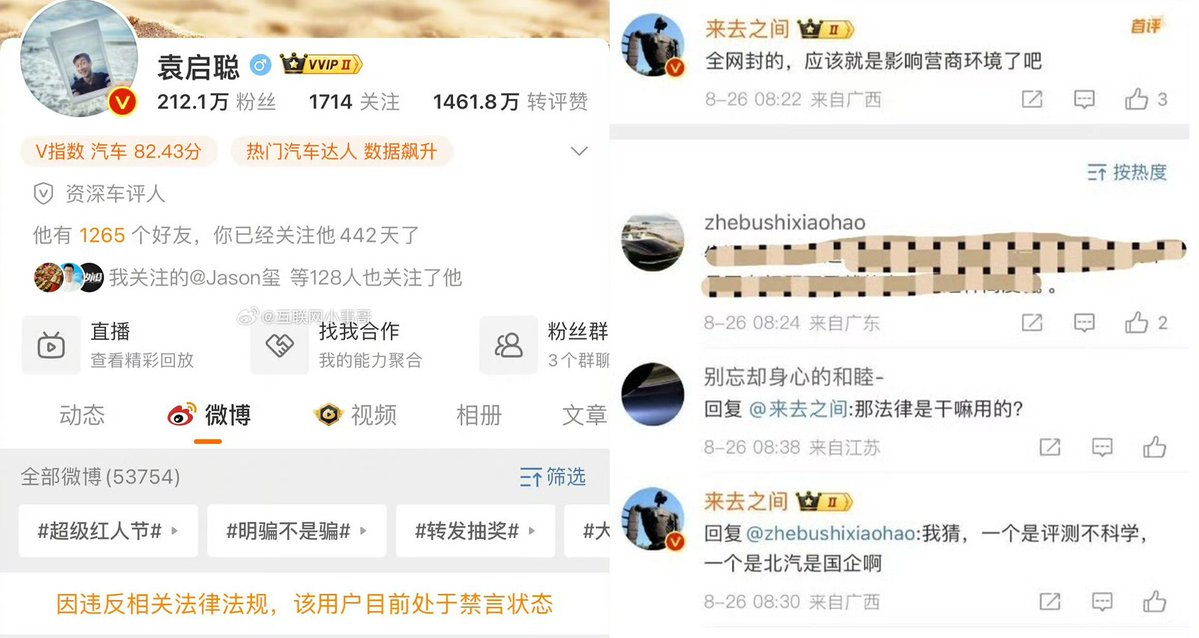 袁启聪 VVIP II
212.1万 粉丝 1714 关注 1461.8万 转评赞
V指数 汽车 82.43分 热门汽车达人 数据飙升
资深车评人
他有 1265 个好友，你已经关注他 442天了
我关注的@Jason玺 等128人也关注了他
@互联网小韭哥
直播 找我合作 粉丝群
查看精彩回放 我的能力聚合 3个群聊
动态 微博 视频 相册 文章
全部微博(53754) 筛选
#超级红人节# #明骗不是骗# #转发抽奖# #大
因违反相关法律法规，该用户目前处于禁言状态
来去之间 II 首评
全网封的，应该就是影响营商环境了吧
8-26 08:22 来自广西 3
按热度
zhebushixiaohao
8-26 08:24 来自广东 2
别忘却身心的和睦-
回复 @来去之间:那法律是干嘛用的?
8-26 08:38 来自江苏
来去之间 II
回复 @zhebushixiaohao:我猜，一个是评测不科学，
一个是北汽是国企啊
8-26 08:30 来自广西